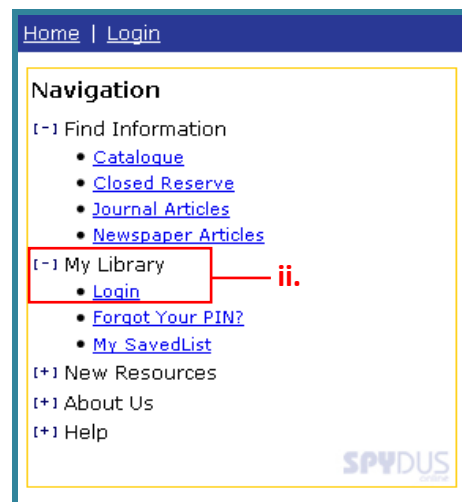 Home | Login
Navigation
[-] Find Information
• Catalogue
• Closed Reserve
• Journal Articles
• Newspaper Articles
[-] My Library
ii.
• Login
• Forgot Your PIN?
• My SavedList
[+] New Resources
[+] About Us
[+] Help
SPYDUS
online